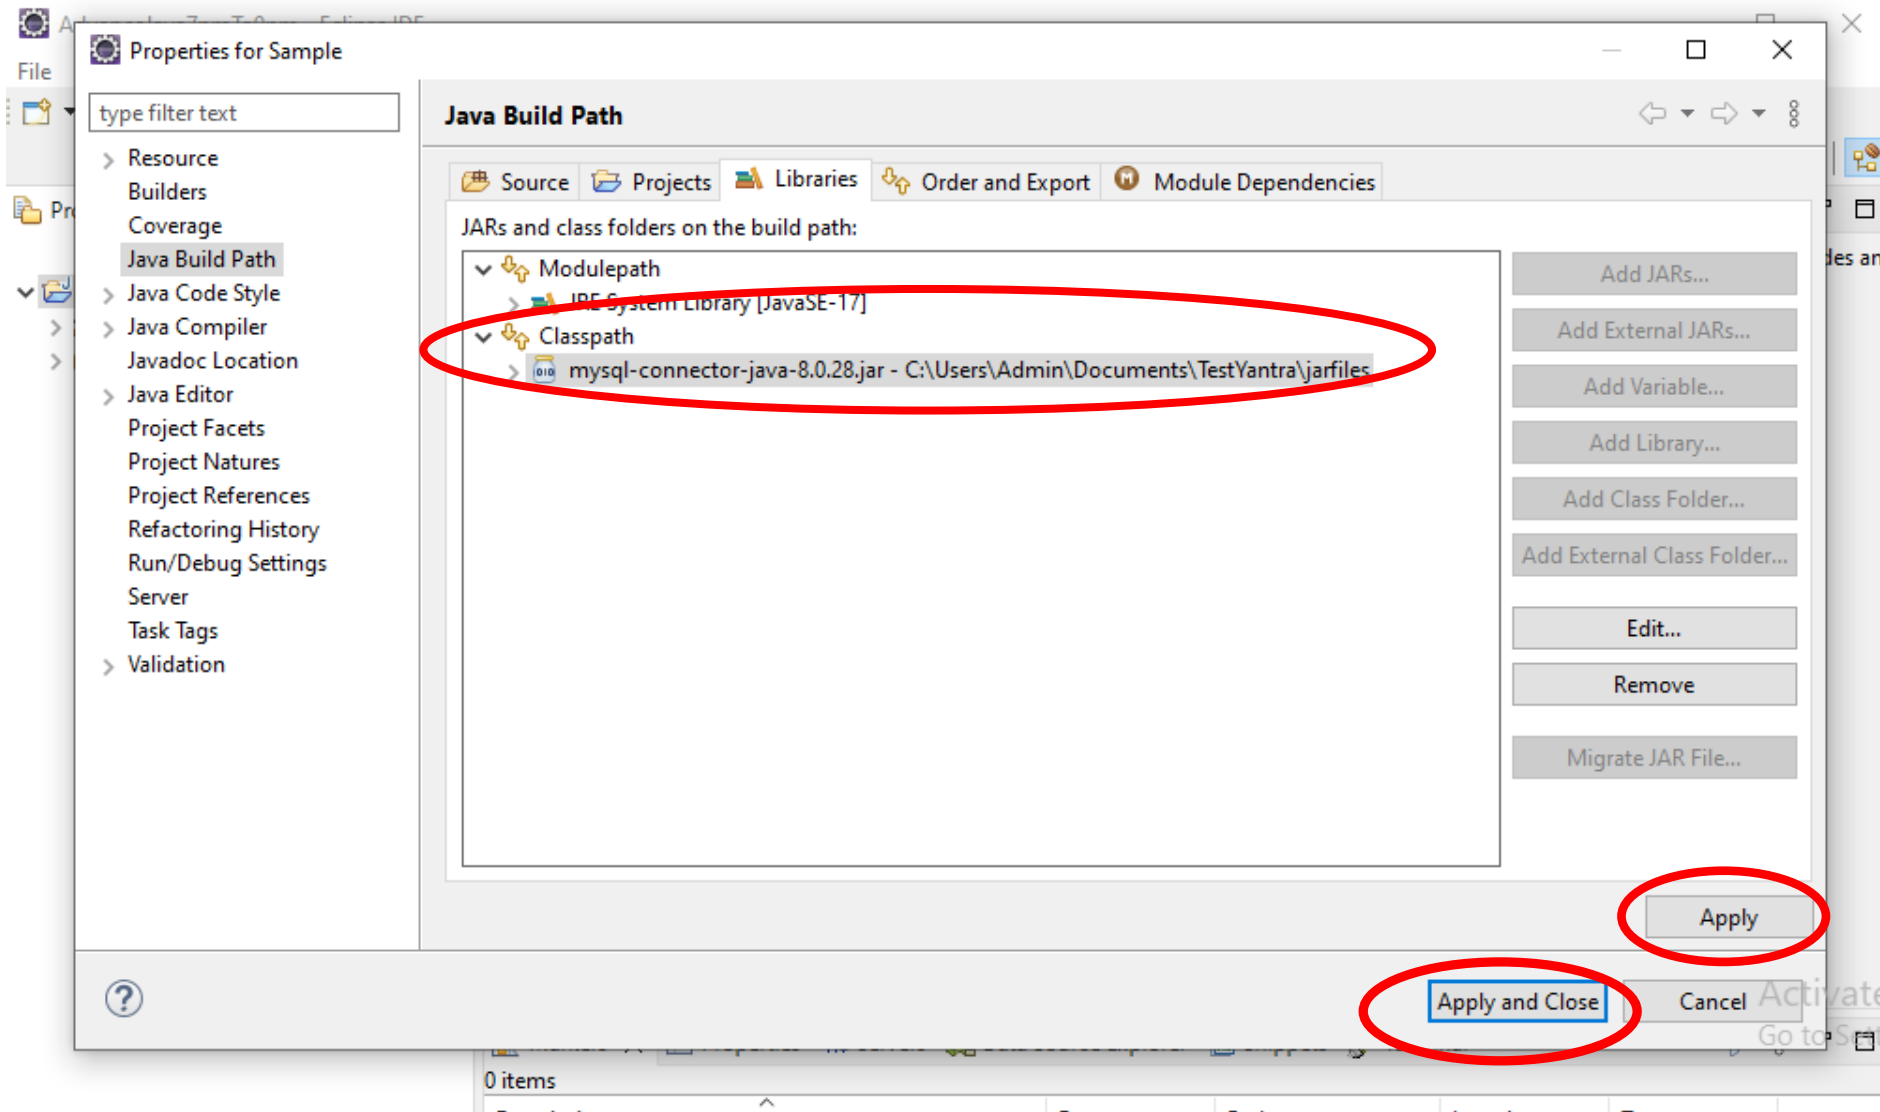 Properties for Sample
File
type filter text
Java Build Path
Resource
Builders
Coverage
Java Build Path
Java Code Style
Java Compiler
Javadoc Location
Java Editor
Project Facets
Project Natures
Project References
Refactoring History
Run/Debug Settings
Server
Task Tags
Validation
Source Projects Libraries Order and Export Module Dependencies
JARs and class folders on the build path:
Modulepath
JRE System Library [JavaSE-17]
Classpath
mysql-connector-java-8.0.28.jar - C:\Users\Admin\Documents\TestYantra\jarfiles
Add JARs...
Add External JARs...
Add Variable...
Add Library...
Add Class Folder...
Add External Class Folder...
Edit...
Remove
Migrate JAR File...
Apply
Apply and Close Cancel
Go to
0 items